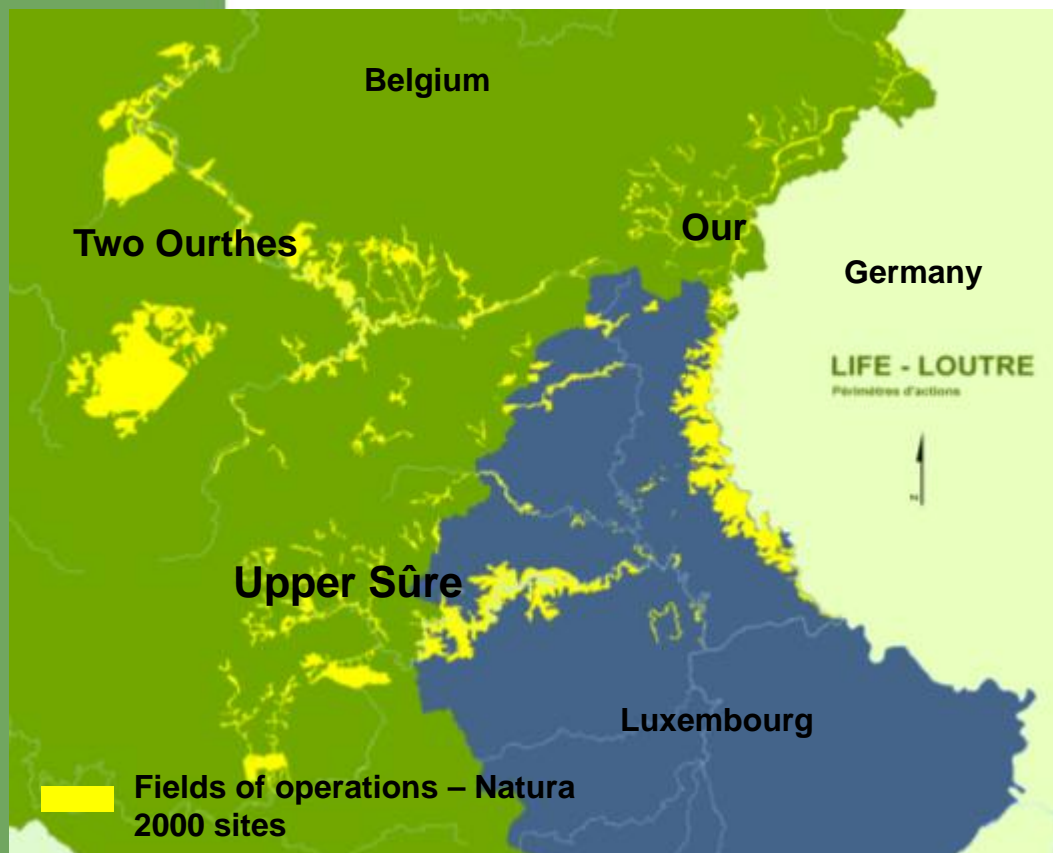 Belgium
Two Ourthes
Our
Germany
LIFE - LOUTRE
Périmètres d'actions
N
Upper Sûre
Luxembourg
Fields of operations – Natura
2000 sites